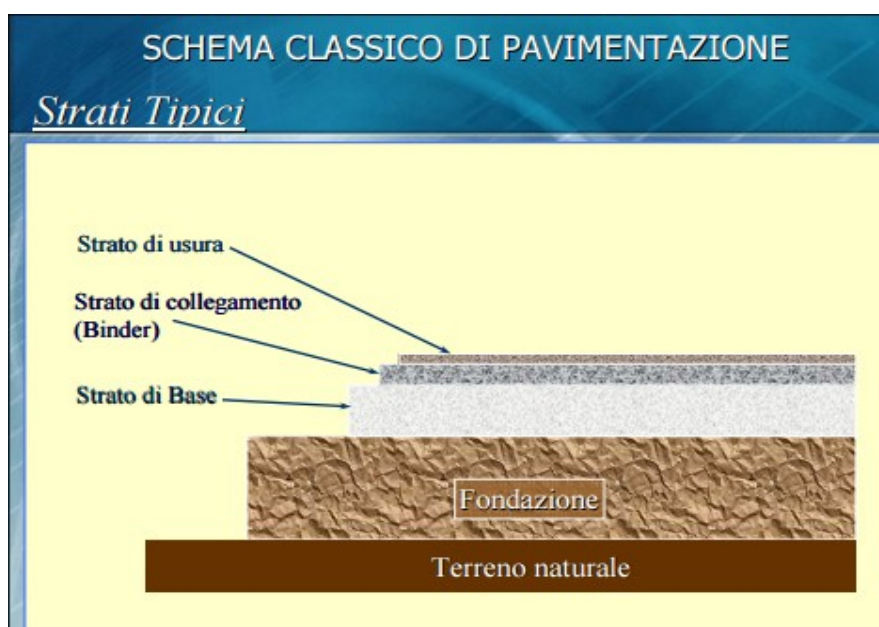 SCHEMA CLASSICO DI PAVIMENTAZIONE
Strati Tipici
Strato di usura
Strato di collegamento
(Binder)
Strato di Base
Fondazione
Terreno naturale